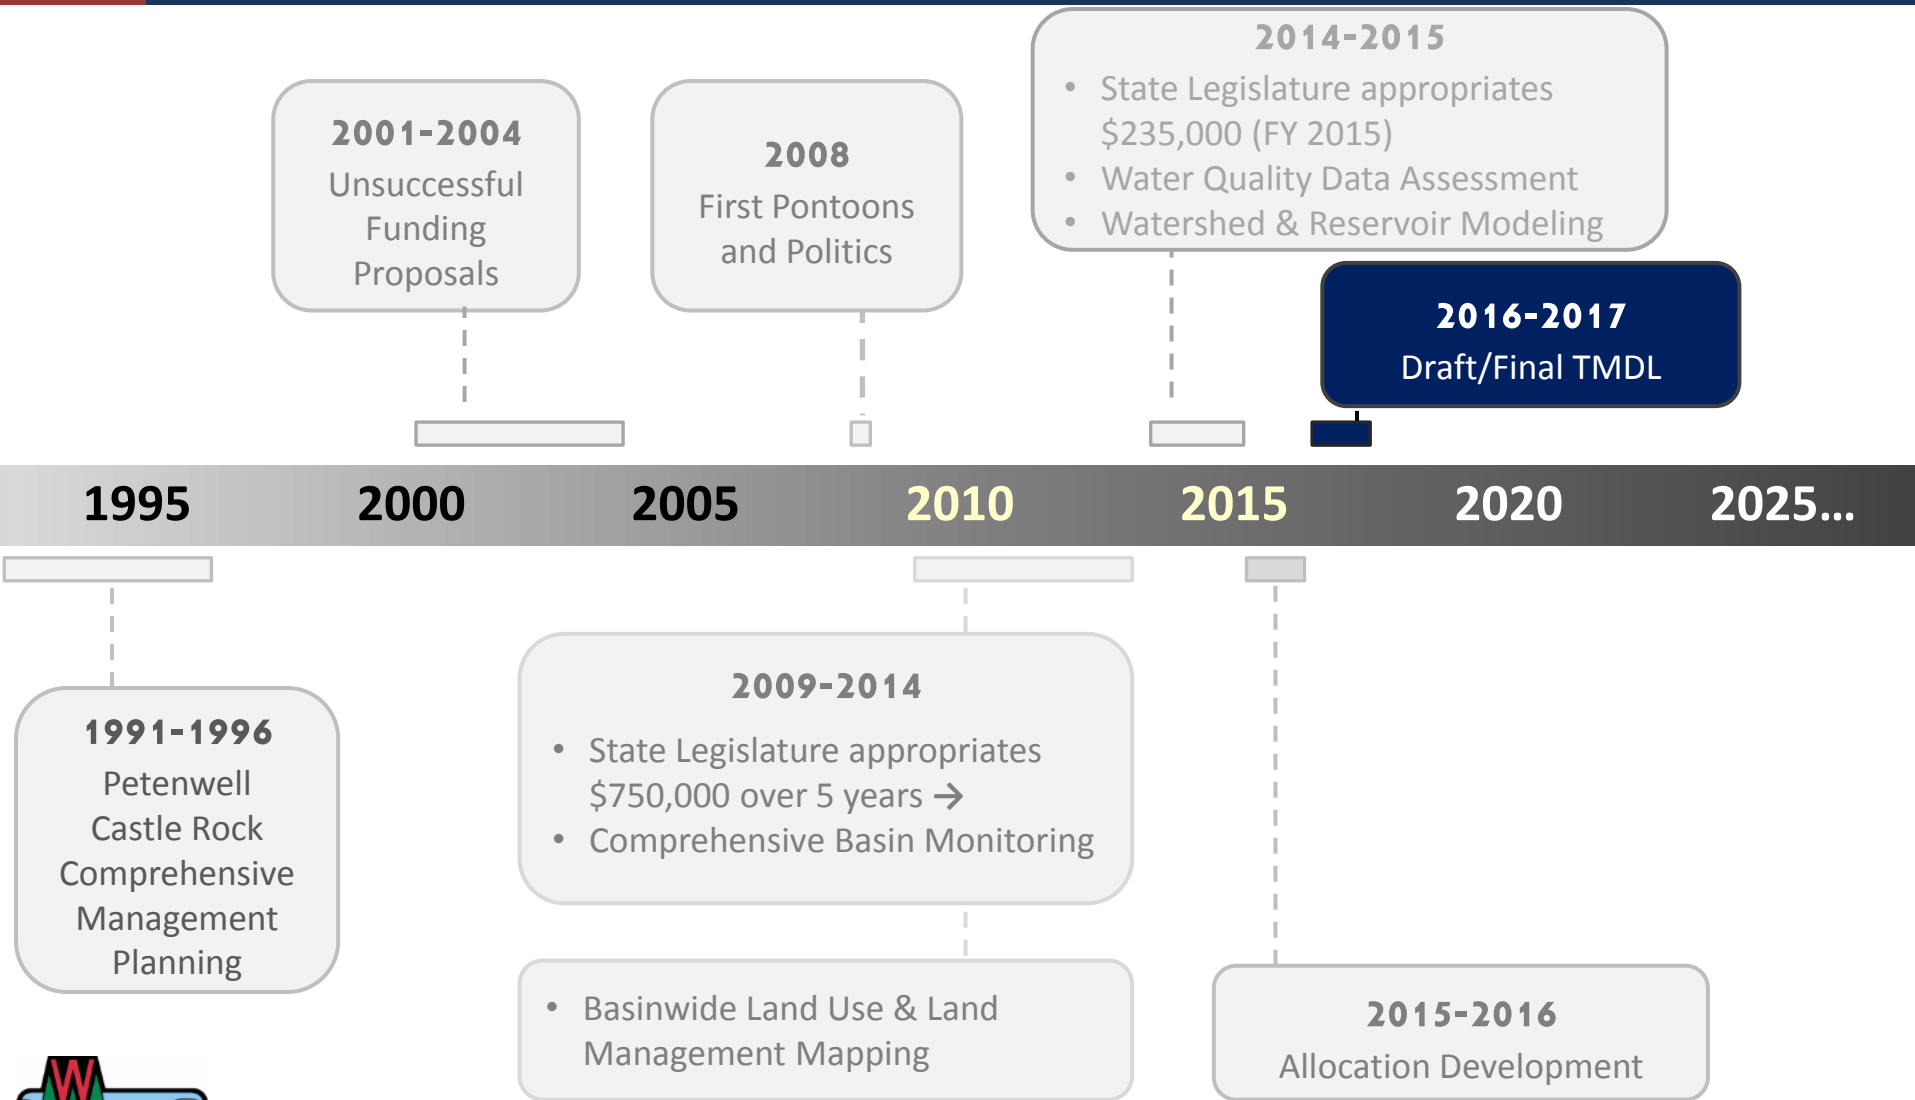 2014-2015
• State Legislature appropriates
$235,000 (FY 2015)
• Water Quality Data Assessment
• Watershed & Reservoir Modeling
2001-2004
Unsuccessful
Funding
Proposals
2008
First Pontoons
and Politics
2016-2017
Draft/Final TMDL
1995 2000 2005 2010 2015 2020 2025...
1991-1996
Petenwell
Castle Rock
Comprehensive
Management
Planning
2009-2014
• State Legislature appropriates
$750,000 over 5 years →
• Comprehensive Basin Monitoring
• Basinwide Land Use & Land
Management Mapping
2015-2016
Allocation Development
W